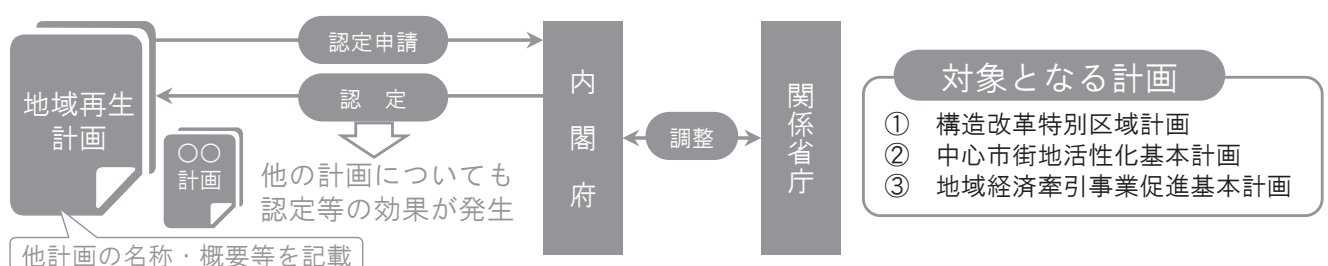 地域再生
計画
認定申請
認　定
○○
計画
他の計画についても
認定等の効果が発生
他計画の名称・概要等を記載
内閣府
調整
関係省庁
対象となる計画
①　構造改革特別区域計画
②　中心市街地活性化基本計画
③　地域経済牽引事業促進基本計画